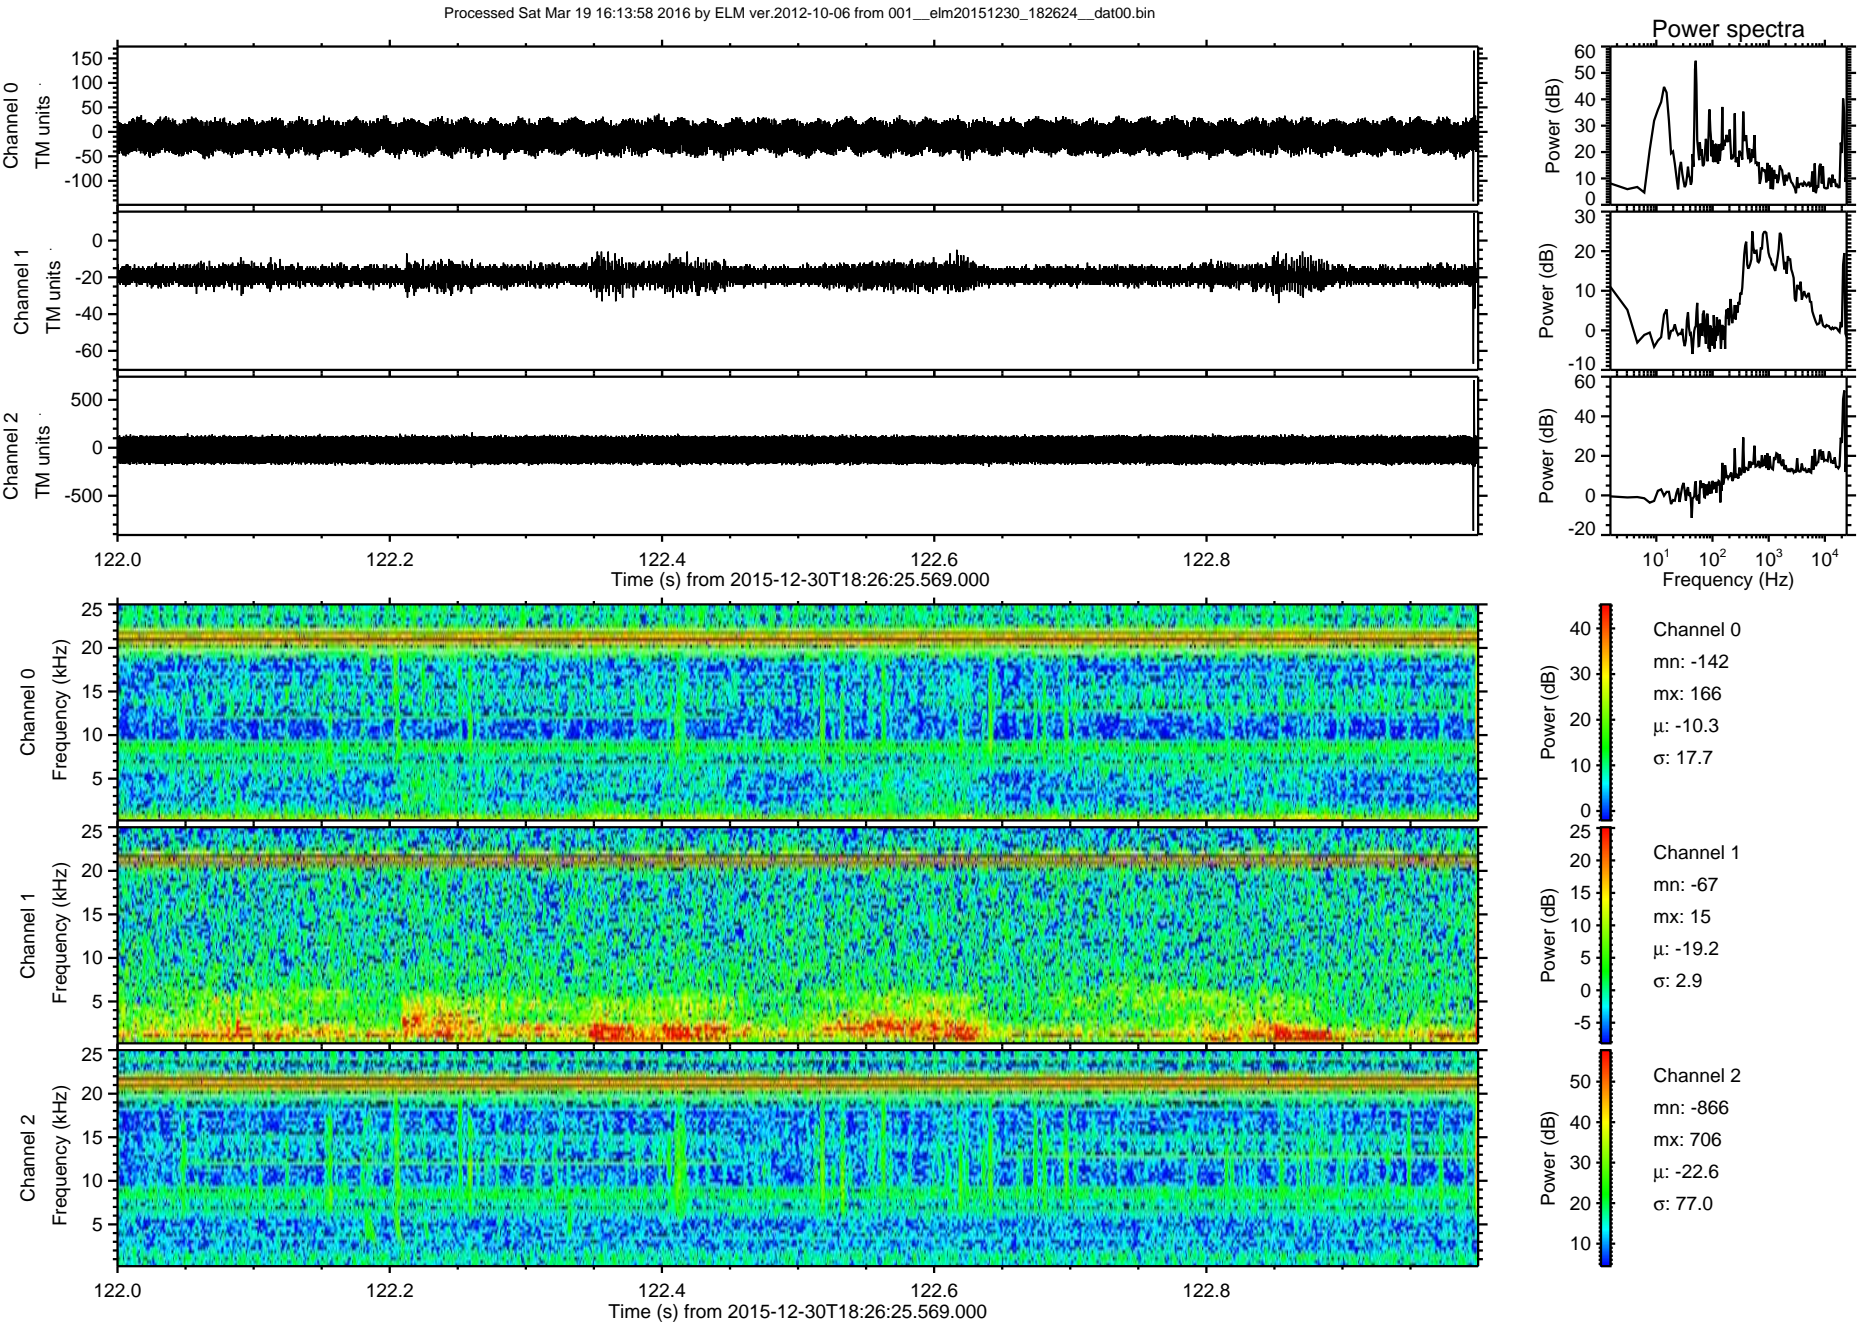 Processed Sat Mar 19 16:13:58 2016 by ELM ver.2012-10-06 from 001__elm20151230_182624__dat00.bin
Power spectra
Channel 0
TM units
150
100
50
0
-50
-100
Power (dB)
60
50
40
30
20
10
0
Channel 1
TM units
0
-20
-40
-60
Power (dB)
30
20
10
0
-10
Channel 2
TM units
500
0
-500
Power (dB)
60
40
20
0
-20
122.0
122.2
122.4
122.6
122.8
Time (s) from 2015-12-30T18:26:25.569.000
10^1
10^2
10^3
10^4
Frequency (Hz)
Channel 0
Frequency (kHz)
25
20
15
10
5
Power (dB)
40
30
20
10
0
Channel 0
mn: -142
mx: 166
μ: -10.3
σ: 17.7
Channel 1
Frequency (kHz)
25
20
15
10
5
Power (dB)
25
20
15
10
5
0
-5
Channel 1
mn: -67
mx: 15
μ: -19.2
σ: 2.9
Channel 2
Frequency (kHz)
25
20
15
10
5
Power (dB)
50
40
30
20
10
Channel 2
mn: -866
mx: 706
μ: -22.6
σ: 77.0
122.0
122.2
122.4
122.6
122.8
Time (s) from 2015-12-30T18:26:25.569.000